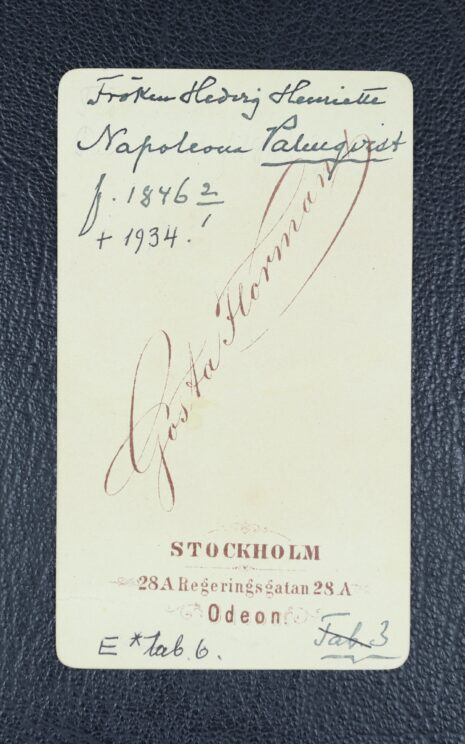 Fröken Hedvig Henriette
Napoleona Palmqvist
f. 1846 2/1
+ 1934.
Gösta Florman
STOCKHOLM
28A Regeringsgatan 28 A
Odeon.
E * tab. 6.
Tab 3